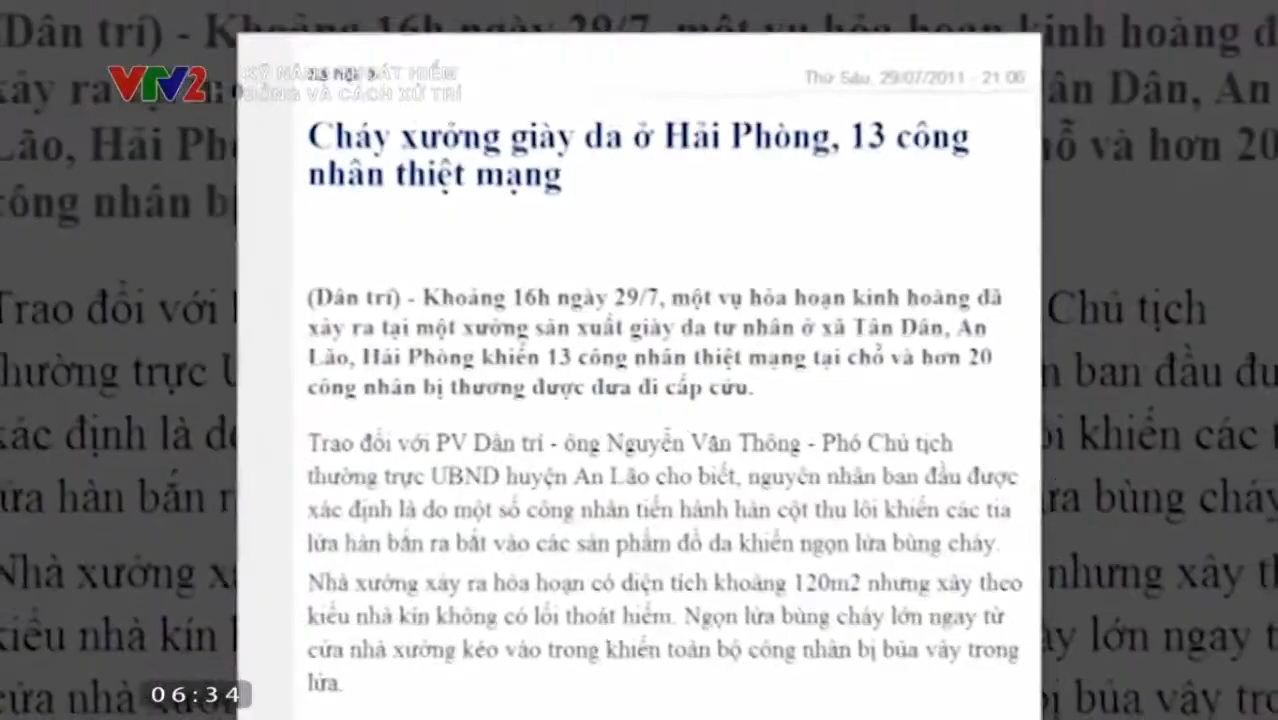 VTV2
Thứ Sáu, 29/07/2011 - 21:06
Cháy xưởng giày da ở Hải Phòng, 13 công
nhân thiệt mạng
(Dân trí) - Khoảng 16h ngày 29/7, một vụ hỏa hoạn kinh hoàng đã
xảy ra tại một xưởng sản xuất giày da tư nhân ở xã Tân Dân, An
Lão, Hải Phòng khiến 13 công nhân thiệt mạng tại chỗ và hơn 20
công nhân bị thương được đưa đi cấp cứu.
Trao đổi với PV Dân trí - ông Nguyễn Văn Thông - Phó Chủ tịch
thường trực UBND huyện An Lão cho biết, nguyên nhân ban đầu được
xác định là do một số công nhân tiến hành hàn cột thu lôi khiến các tia
lửa hàn bắn ra bắt vào các sản phẩm đồ da khiến ngọn lửa bùng cháy.
Nhà xưởng xảy ra hỏa hoạn có diện tích khoảng 120m2 nhưng xây theo
kiểu nhà kín không có lối thoát hiểm. Ngọn lửa bùng cháy lớn ngay từ
cửa nhà xưởng kéo vào trong khiến toàn bộ công nhân bị bủa vây trong
lửa.
06:34